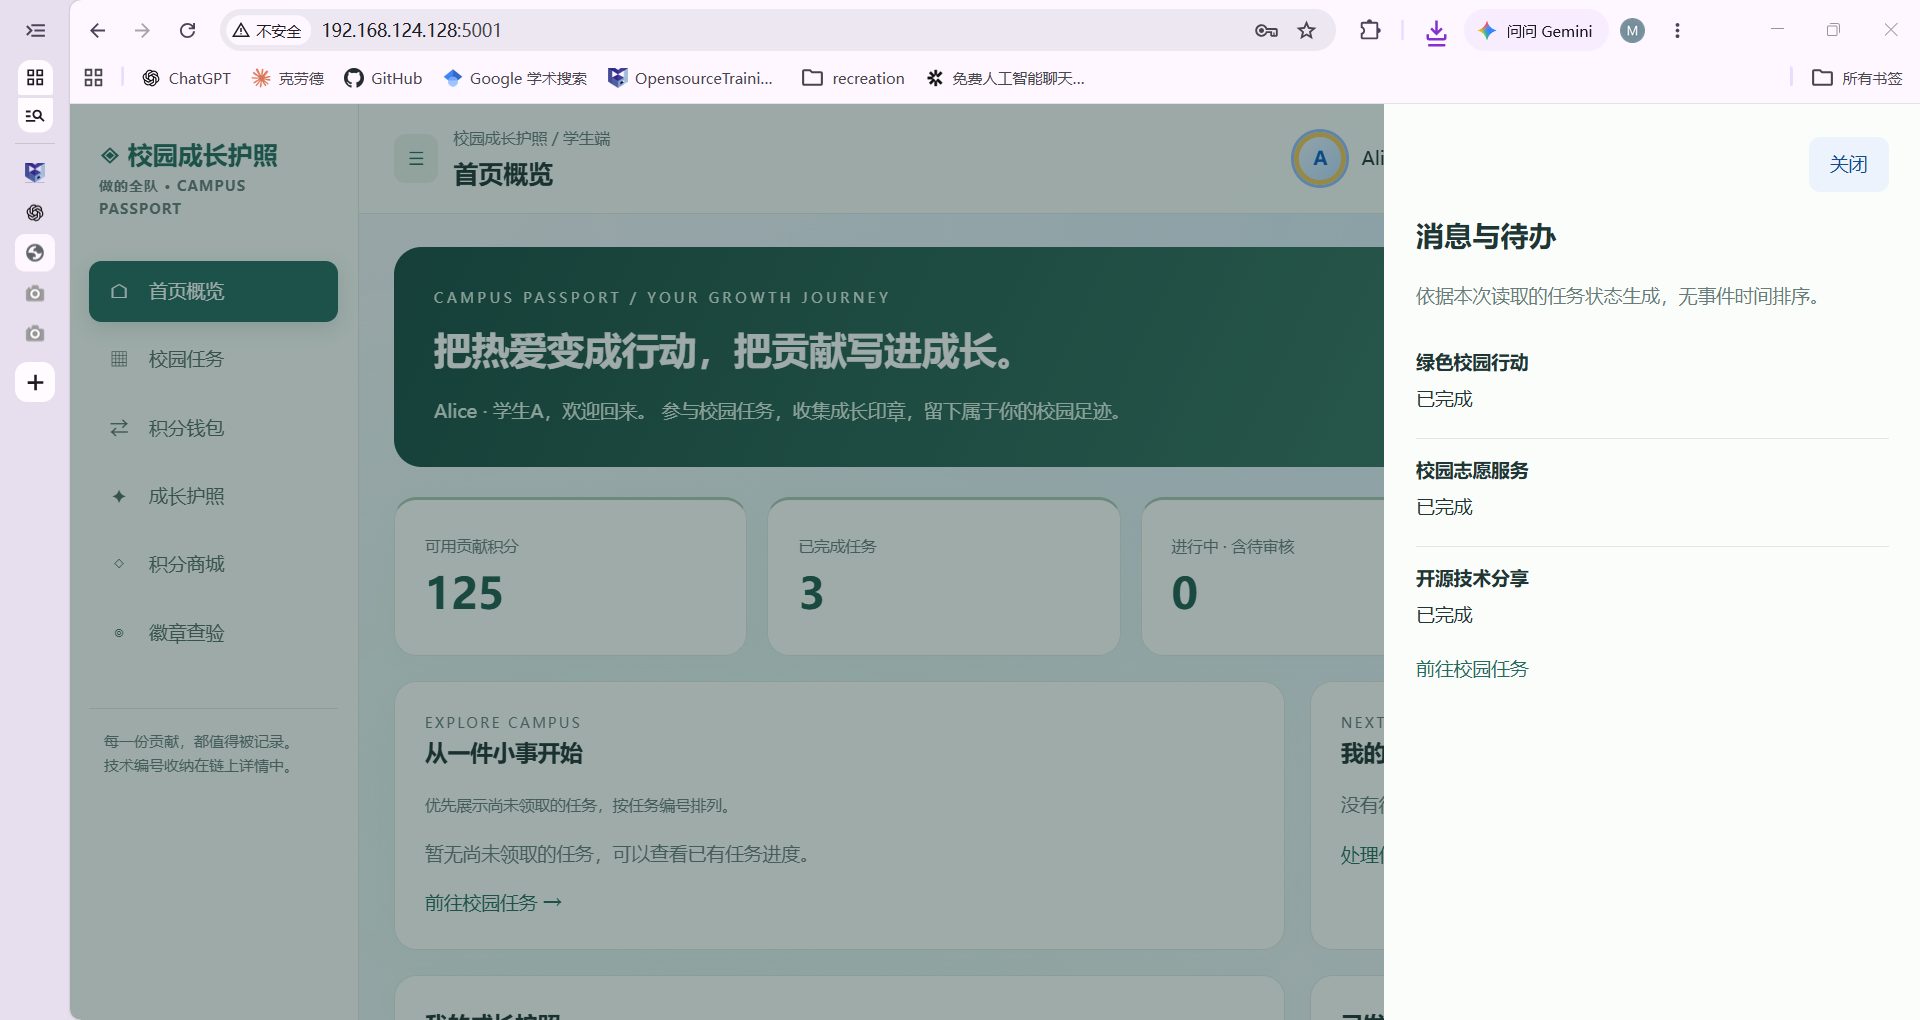 不安全
192.168.124.128:5001
问问 Gemini
M
ChatGPT
克劳德
GitHub
Google 学术搜索
OpensourceTraini...
recreation
免费人工智能聊天...
所有书签
校园成长护照
做的全队 • CAMPUS
PASSPORT
首页概览
校园任务
积分钱包
成长护照
积分商城
徽章查验
每一份贡献，都值得被记录。
技术编号收纳在链上详情中。
校园成长护照 / 学生端
首页概览
A
Ali
CAMPUS PASSPORT / YOUR GROWTH JOURNEY
把热爱变成行动，把贡献写进成长。
Alice · 学生A，欢迎回来。 参与校园任务，收集成长印章，留下属于你的校园足迹。
可用贡献积分
125
已完成任务
3
进行中 · 含待审核
0
EXPLORE CAMPUS
从一件小事开始
优先展示尚未领取的任务，按任务编号排列。
暂无尚未领取的任务，可以查看已有任务进度。
前往校园任务 →
NEXT
我的
没有
处理
我的成长护照
关闭
消息与待办
依据本次读取的任务状态生成，无事件时间排序。
绿色校园行动
已完成
校园志愿服务
已完成
开源技术分享
已完成
前往校园任务